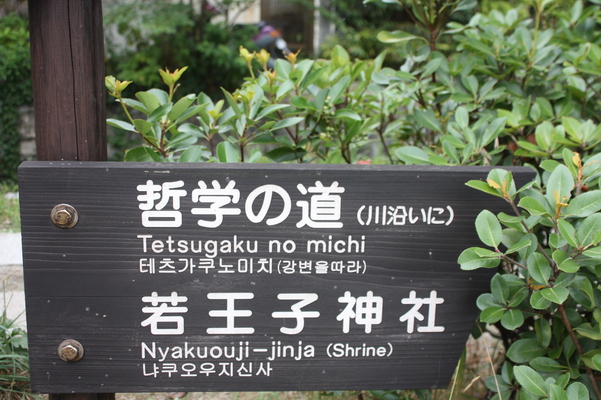 哲学の道(川沿いに)
Tetsugaku no michi
테츠가쿠노미치(강변을따라)
若王子神社
Nyakuouji-jinja (Shrine)
냐쿠오우지신사